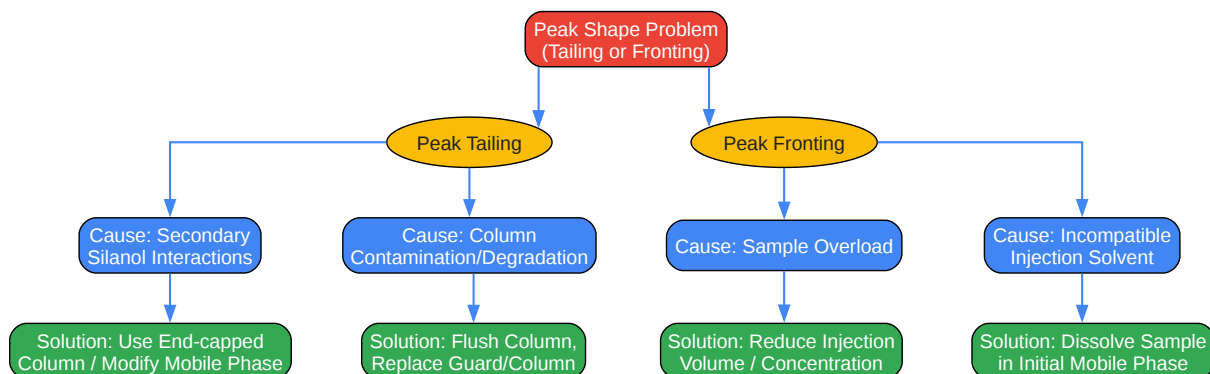 Peak Shape Problem
(Tailing or Fronting)
Peak Tailing
Peak Fronting
Cause: Secondary
Silanol Interactions
Cause: Column
Contamination/Degradation
Cause: Sample Overload
Cause: Incompatible
Injection Solvent
Solution: Use End-capped
Column / Modify Mobile Phase
Solution: Flush Column,
Replace Guard/Column
Solution: Reduce Injection
Volume / Concentration
Solution: Dissolve Sample
in Initial Mobile Phase